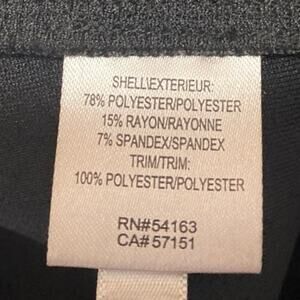 SHELL\EXTERIEUR:
78% POLYESTER/POLYESTER
15% RAYON/RAYONNE
7% SPANDEX/SPANDEX
TRIM/TRIM:
100% POLYESTER/POLYESTER
RN#54163
CA#57151